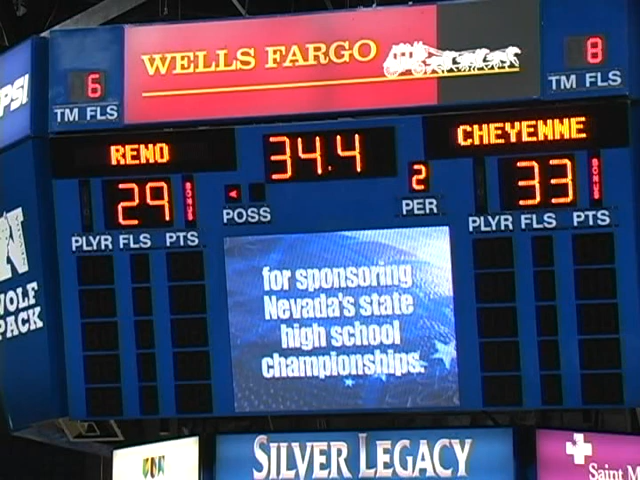 PSI
WELLS FARGO
6
TM FLS
8
TM FLS
RENO
34.4
CHEYENNE
29
BONUS
POSS
2
PER
33
BONUS
PLYR FLS PTS
PLYR FLS PTS
N
WOLF
PACK
for sponsoring
Nevada's state
high school
championships.
SILVER LEGACY
Saint M